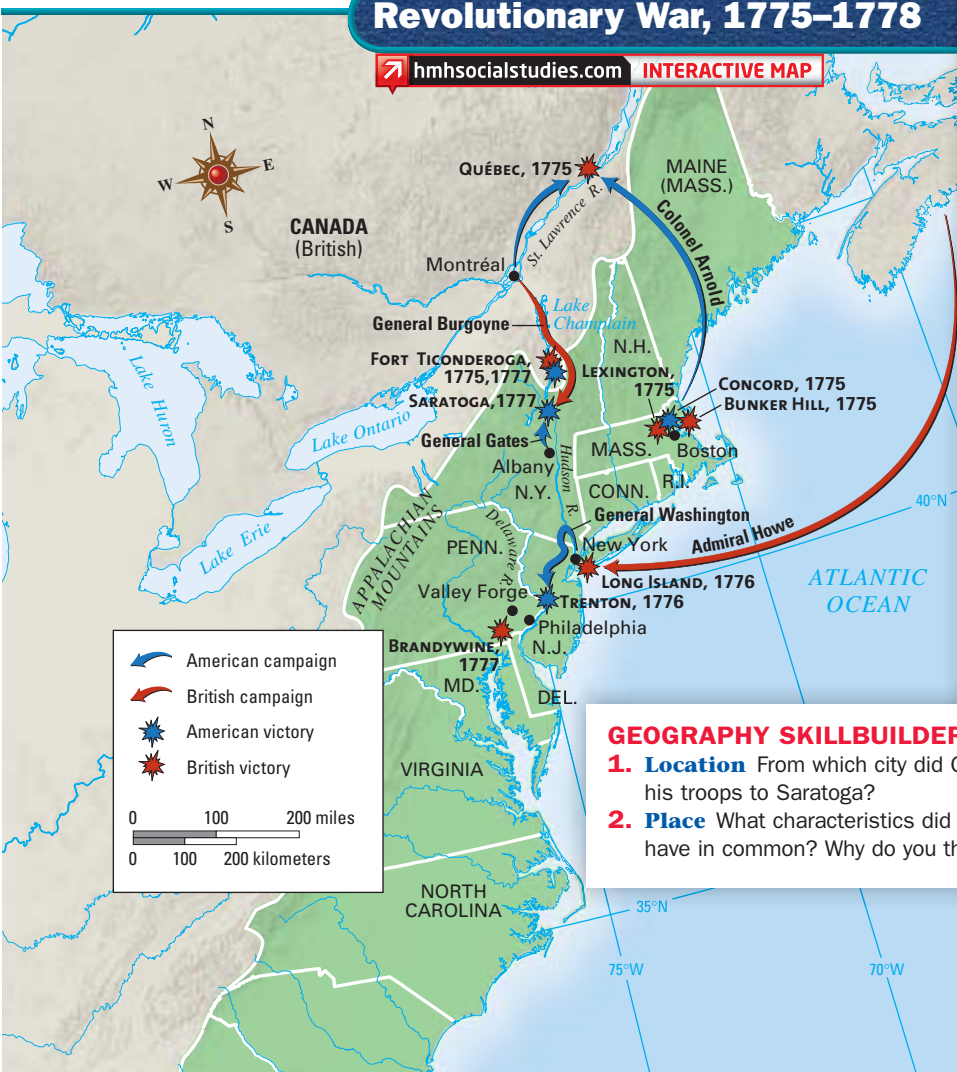 Revolutionary War, 1775–1778
hmhsocialstudies.com INTERACTIVE MAP
N
W E
S
QUÉBEC, 1775
MAINE
(MASS.)
CANADA
(British)
St. Lawrence R.
Colonel Arnold
Montréal
Lake
Champlain
General Burgoyne
N.H.
FORT TICONDEROGA,
1775,1777
LEXINGTON,
1775
CONCORD, 1775
BUNKER HILL, 1775
SARATOGA,1777
Lake Huron
Lake Ontario
General Gates
Albany
Hudson R.
MASS.
Boston
N.Y.
CONN.
R.I.
40°N
General Washington
APPALACHIAN
MOUNTAINS
Delaware R.
Lake Erie
PENN.
New York
Admiral Howe
LONG ISLAND, 1776
ATLANTIC
OCEAN
Valley Forge
TRENTON, 1776
Philadelphia
BRANDYWINE,
1777
N.J.
MD.
DEL.
American campaign
British campaign
American victory
British victory
0 100 200 miles
0 100 200 kilometers
VIRGINIA
GEOGRAPHY SKILLBUILDER
1. Location From which city did
his troops to Saratoga?
2. Place What characteristics did
have in common? Why do you th
NORTH
CAROLINA
35°N
75°W
70°W